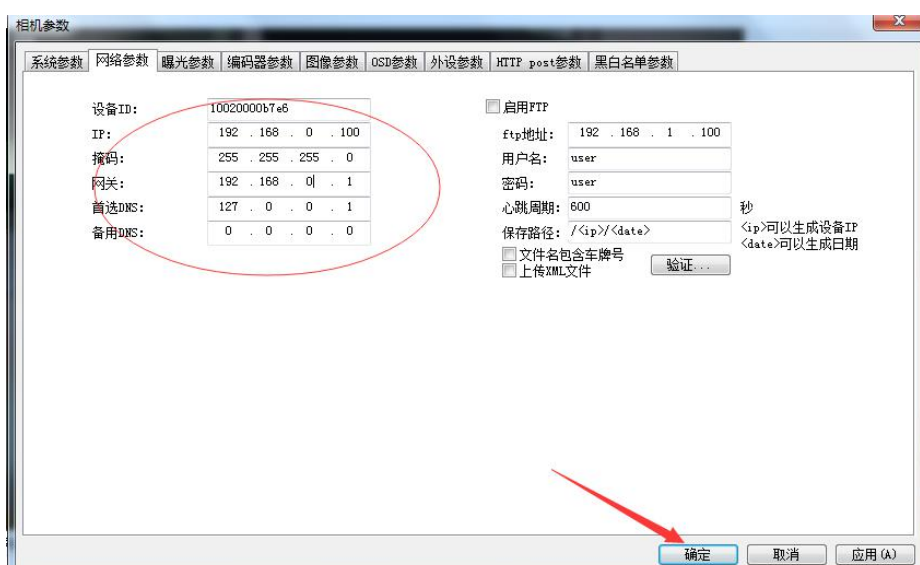 相机参数
系统参数 网络参数 曝光参数 编码器参数 图像参数 OSD参数 外设参数 HTTP post参数 黑白名单参数
设备ID: 10020000b7e6
IP: 192 . 168 . 0 . 100
掩码: 255 . 255 . 255 . 0
网关: 192 . 168 . 0 . 1
首选DNS: 127 . 0 . 0 . 1
备用DNS: 0 . 0 . 0 . 0
启用FTP
ftp地址: 192 . 168 . 1 . 100
用户名: user
密码: user
心跳周期: 600 秒
保存路径: /<ip>/<date>
<ip>可以生成设备IP
<date>可以生成日期
文件名包含车牌号
上传XML文件
验证...
确定 取消 应用(A)